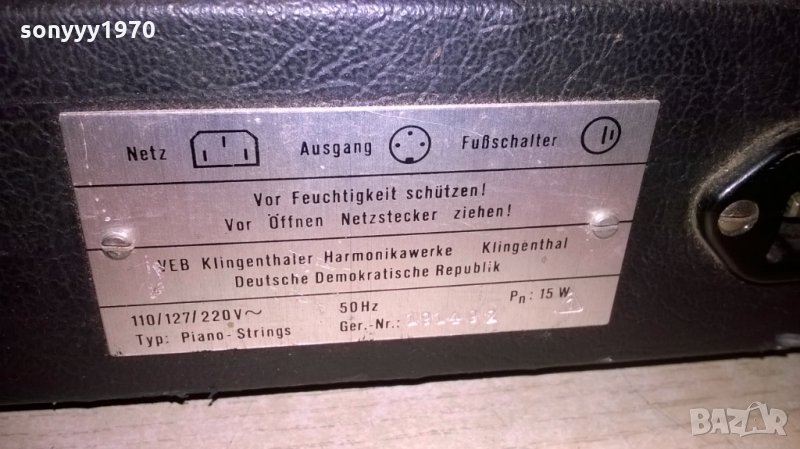 sonyyy1970
Netz Ausgang Fußschalter
Vor Feuchtigkeit schützen!
Vor Öffnen Netzstecker ziehen!
VEB Klingenthaler Harmonikawerke Klingenthal
Deutsche Demokratische Republik
110/127/220V~ 50Hz Pn: 15 W
Typ: Piano-Strings Ger.-Nr.:
BAZAR